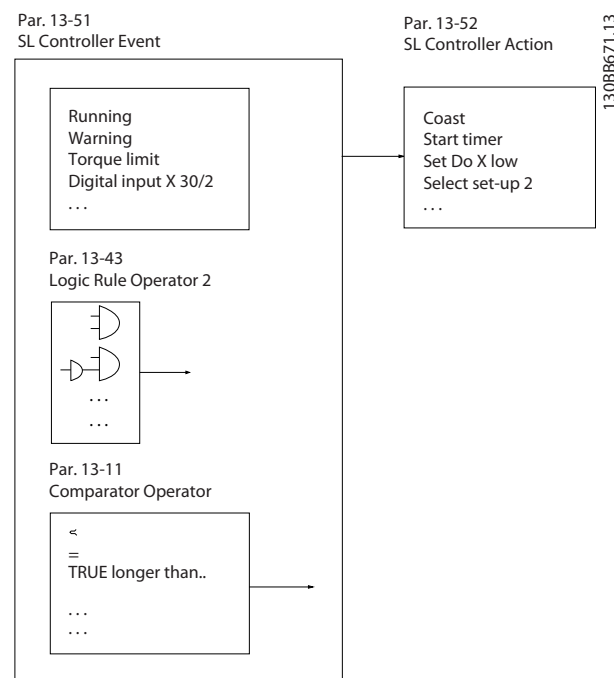 Par. 13-51
SL Controller Event
Par. 13-52
SL Controller Action
130BB671.13
Running
Warning
Torque limit
Digital input X 30/2
. . .
Coast
Start timer
Set Do X low
Select set-up 2
. . .
Par. 13-43
Logic Rule Operator 2
. . .
. . .
Par. 13-11
Comparator Operator
=
TRUE longer than..
. . .
. . .